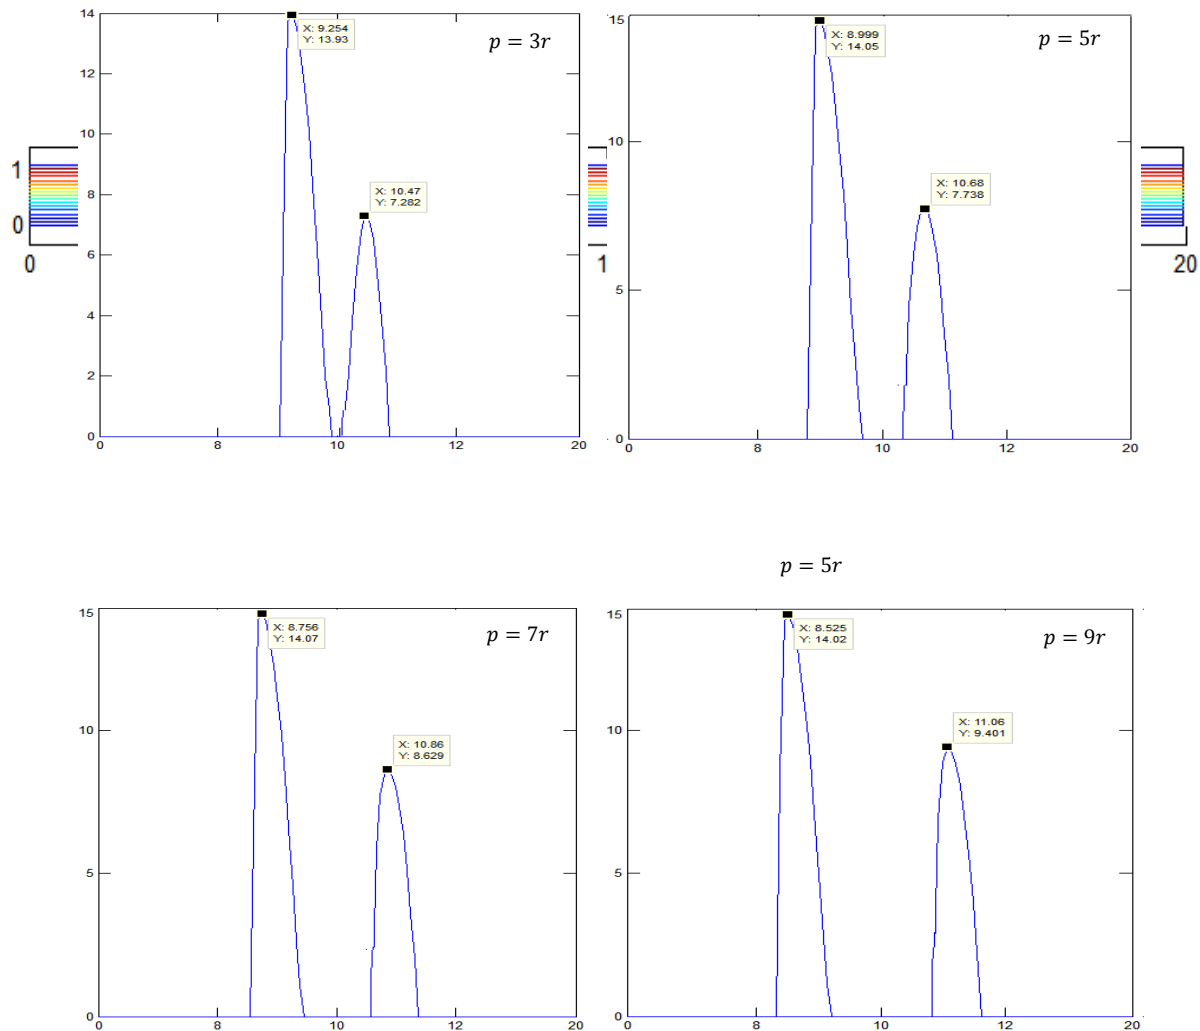 14
12
10
8
6
4
2
0
0
8
10
12
20
X: 9.254
Y: 13.93
X: 10.47
Y: 7.282
p = 3r
15
10
5
0
0
8
10
12
20
X: 8.999
Y: 14.05
X: 10.68
Y: 7.738
p = 5r
1
0
0
1
20
p = 5r
15
10
5
0
0
8
10
12
20
X: 8.756
Y: 14.07
X: 10.86
Y: 8.629
p = 7r
15
10
5
0
0
8
10
12
20
X: 8.525
Y: 14.02
X: 11.06
Y: 9.401
p = 9r